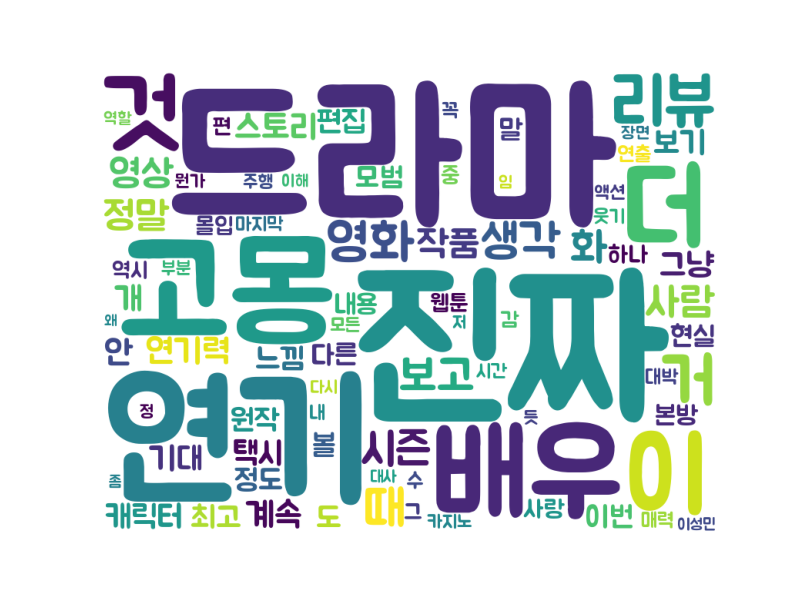 것
드라마
리뷰
역할
편
스토리
편집
꼭
말
장면
보기
영상
뭔가
주행
이해
모범
중
임
연출
액션
더
정말
몰입
마지막
영화
작품
생각
화
웃기
하나
그냥
역시
부분
고몽
진짜
개
왜
내용
모든
웹툰
저
감
사람
현실
안
연기력
느낌
다른
보고
시간
대박
거
연기
정
다시
원작
내
듯
본방
기대
택시
볼
시즌
배우
이
좀
정도
대사
수
캐릭터
최고
계속
도
때
그
카지노
사랑
이번
매력
이성민